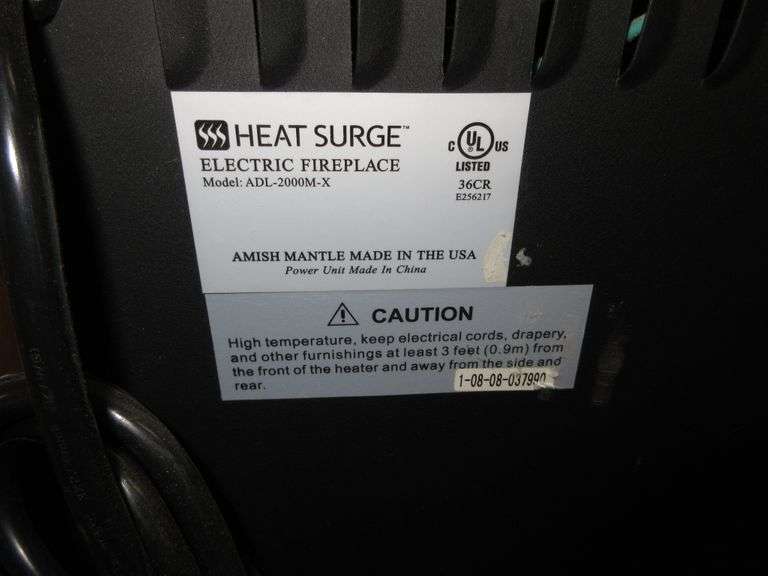 HEAT SURGE™
ELECTRIC FIREPLACE
Model: ADL-2000M-X
C UL US
LISTED
36CR
E256217
AMISH MANTLE MADE IN THE USA
Power Unit Made In China
CAUTION
High temperature, keep electrical cords, drapery,
and other furnishings at least 3 feet (0.9m) from
the front of the heater and away from the side and
rear.
1-08-08-037990